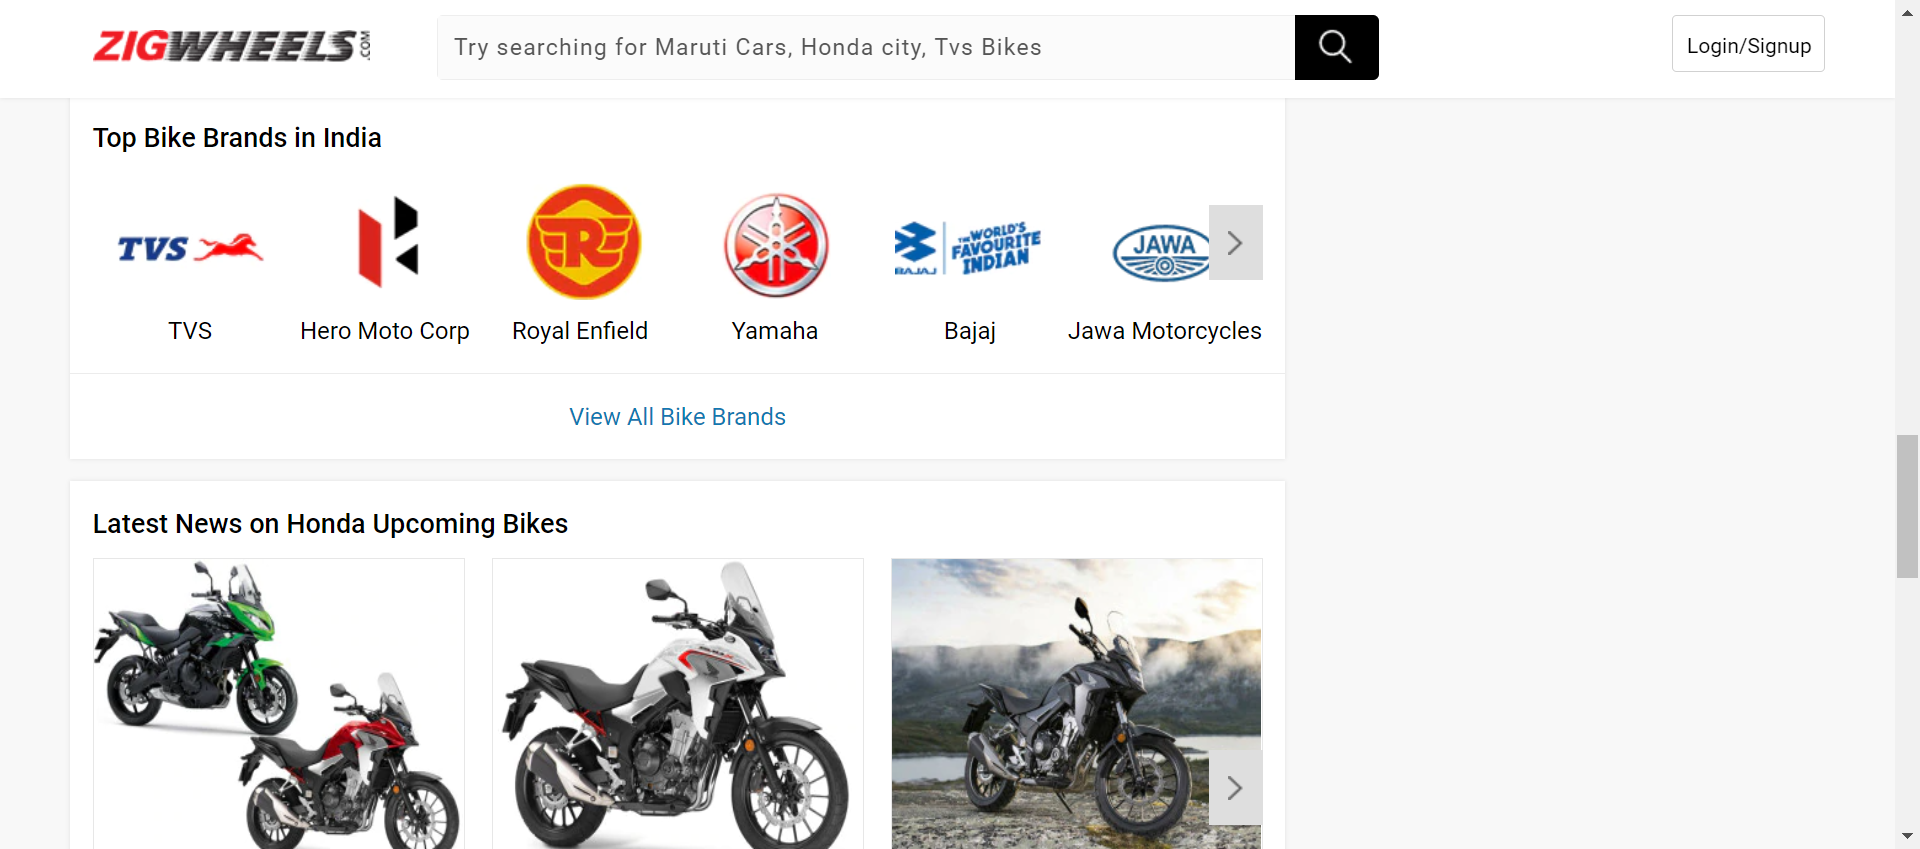 ZIGWHEELS.COM
Try searching for Maruti Cars, Honda city, Tvs Bikes
Login/Signup
Top Bike Brands in India
TVS
R
THE WORLD'S
FAVOURITE
INDIAN
BAJAJ
JAWA
TVS
Hero Moto Corp
Royal Enfield
Yamaha
Bajaj
Jawa Motorcycles
View All Bike Brands
Latest News on Honda Upcoming Bikes